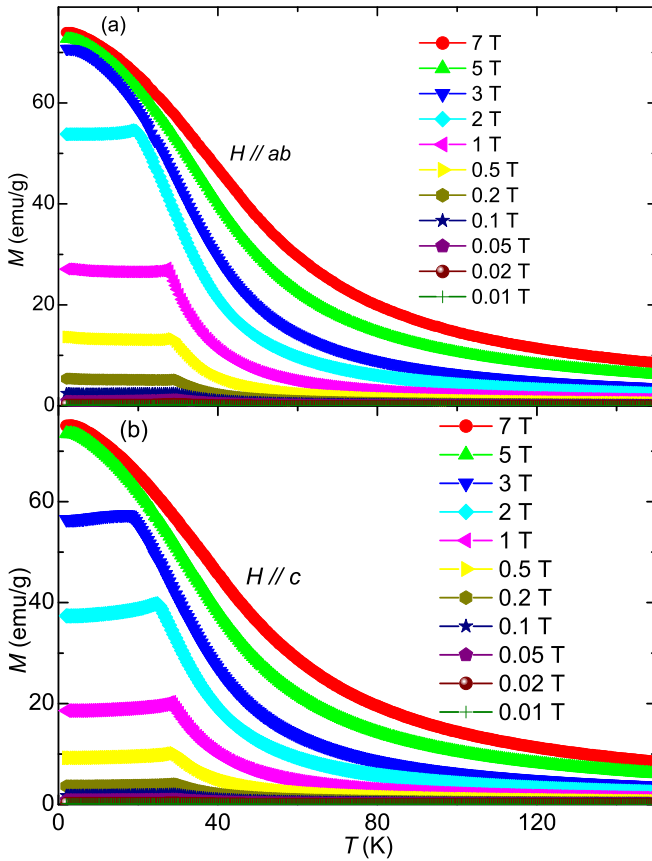 (a)
7 T
5 T
3 T
2 T
1 T
0.5 T
0.2 T
0.1 T
0.05 T
0.02 T
0.01 T
H // ab
M (emu/g)
60
40
20
0
(b)
7 T
5 T
3 T
2 T
1 T
0.5 T
0.2 T
0.1 T
0.05 T
0.02 T
0.01 T
H // c
M (emu/g)
60
40
20
0
0 40 80 120
T (K)